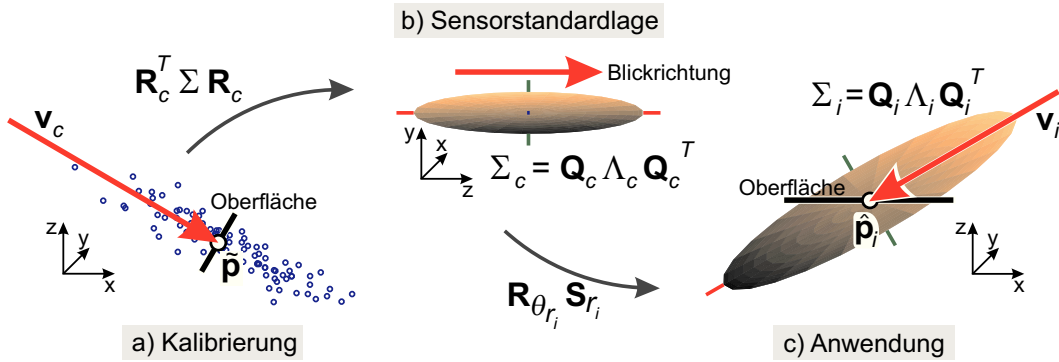 b) Sensorstandardlage
R_c^T Σ R_c
Blickrichtung
Σ_i = Q_i Λ_i Q_i^T
v_c
v_i
y
x
z
Σ_c = Q_c Λ_c Q_c^T
Oberfläche
Oberfläche
p̂_i
z
y
x
p̃
z
y
x
R_{θ_{r_i}} S_{r_i}
a) Kalibrierung
c) Anwendung